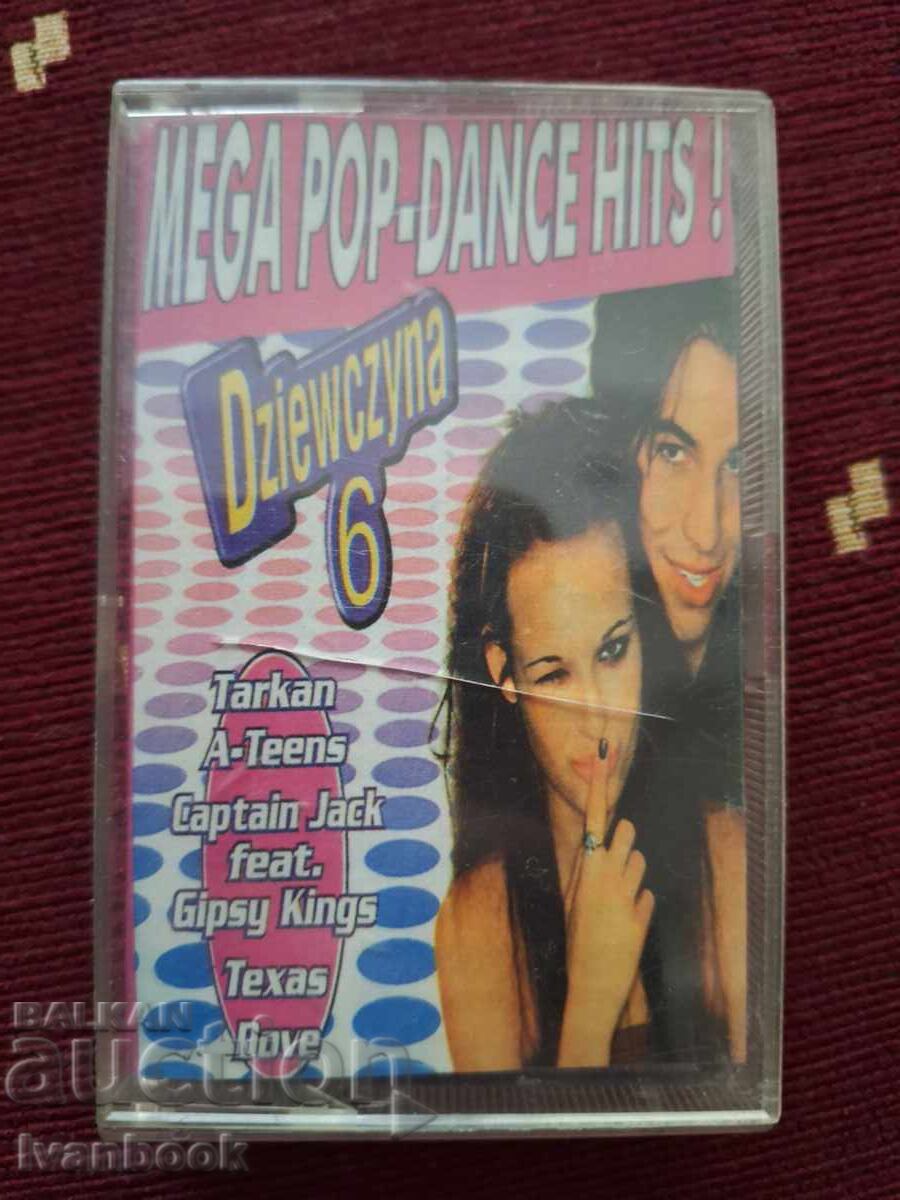 MEGA POP-DANCE HITS!
Dziewczyna
6
Tarkan
A-Teens
Captain Jack
feat.
Gipsy Kings
Texas
BALKAN
auction
Ivanbook